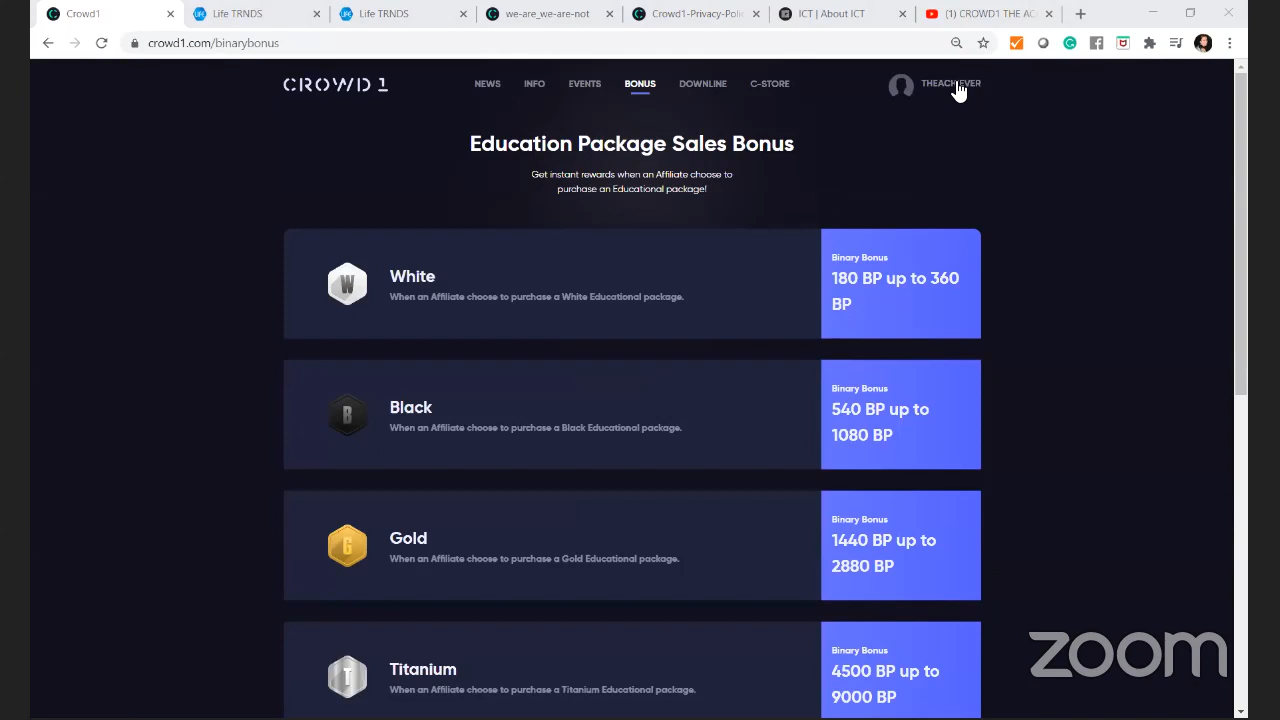 Crowd1
Life TRNDS
Life TRNDS
we-are_we-are-not
Crowd1-Privacy-Pol
ICT | About ICT
(1) CROWD1 THE AC
crowd1.com/binarybonus
CROWD 1
NEWS
INFO
EVENTS
BONUS
DOWNLINE
C-STORE
Education Package Sales Bonus
Get instant rewards when an Affiliate choose to
purchase an Educational package!
W
White
When an Affiliate choose to purchase a White Educational package.
Binary Bonus
180 BP up to 360
BP
B
Black
When an Affiliate choose to purchase a Black Educational package.
Binary Bonus
540 BP up to
1080 BP
G
Gold
When an Affiliate choose to purchase a Gold Educational package.
Binary Bonus
1440 BP up to
2880 BP
T
Titanium
When an Affiliate choose to purchase a Titanium Educational package.
Binary Bonus
4500 BP up to
9000 BP
zoom